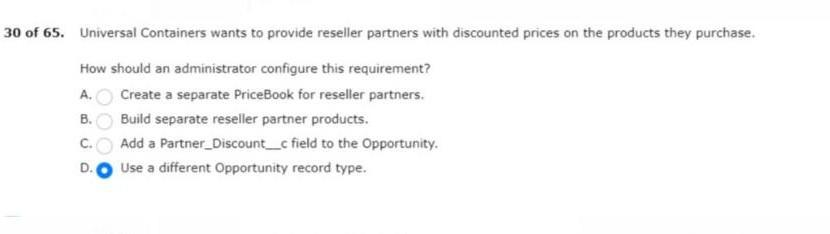 30 of 65. Universal Containers wants to provide reseller partners with discounted prices on the products they purchase.
How should an administrator configure this requirement?
A. Create a separate PriceBook for reseller partners.
B. Build separate reseller partner products.
C. Add a Partner_Discount__c field to the Opportunity.
D. Use a different Opportunity record type.